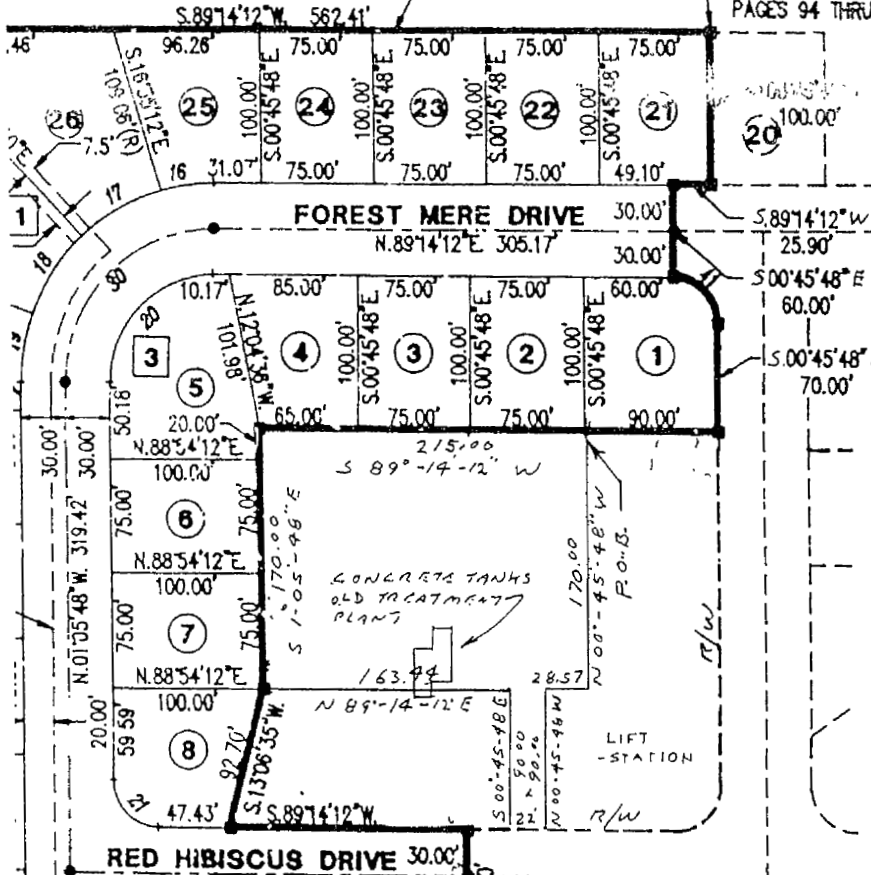 S.89°14'12"W. 562.41'
PAGES 94 THRU
.46'
96.26'
75.00'
75.00'
75.00'
75.00'
S.16°35'12"E
109.06'(R)
100.00'
S.00°45'48"E.
100.00'
S.00°45'48"E.
100.00'
S.00°45'48"E.
100.00'
S.00°45'48"E.
100.00'
26
25
24
23
22
21
20
7.5'
16
31.07'
75.00'
75.00'
75.00'
49.10'
17
1
18
FOREST MERE DRIVE
30.00'
S.89°14'12"W
25.90'
N.89°14'12"E. 305.17'
30.00'
S.00°45'48"E
60.00'
80
10.17'
85.00'
75.00'
75.00'
60.00'
20
19
N.12°04'38"W.
101.98'
100.00'
S.00°45'48"E.
100.00'
S.00°45'48"E.
100.00'
S.00°45'48"E.
3
5
4
3
2
1
S.00°45'48"
70.00'
50.16'
20.00'
65.00'
75.00'
75.00'
90.00'
30.00'
30.00'
N.88°54'12"E
100.00'
215.00
S 89°-14'-12" W
75.00'
6
75.00'
170.00
S 1°-05'-48" E
170.00
N 00°-45'-48" W
P.O.B.
N.01°05'48"W. 319.42'
N.88°54'12"E.
100.00'
CONCRETE TANKS
OLD TREATMENT
PLANT
75.00'
7
75.00'
R/W
N.88°54'12"E.
100.00'
163.44
28.57
N 89°-14'-12" E
20.00'
59.59
8
92.70'
S.13°06'35"W.
S 00°-45-48 E
90.00
90.00
N 00°-45-48 W
LIFT
-STATION
21
47.43'
S.89°14'12"W.
22'
R/W
RED HIBISCUS DRIVE 30.00'